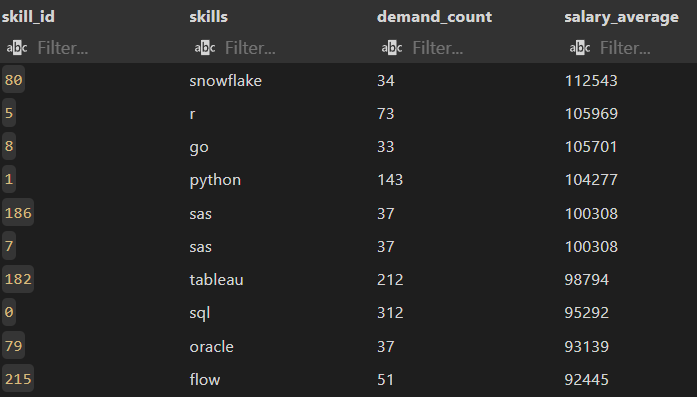 skill_id skills demand_count salary_average
abc Filter... abc Filter... abc Filter... abc Filter...
80 snowflake 34 112543
5 r 73 105969
8 go 33 105701
1 python 143 104277
186 sas 37 100308
7 sas 37 100308
182 tableau 212 98794
0 sql 312 95292
79 oracle 37 93139
215 flow 51 92445